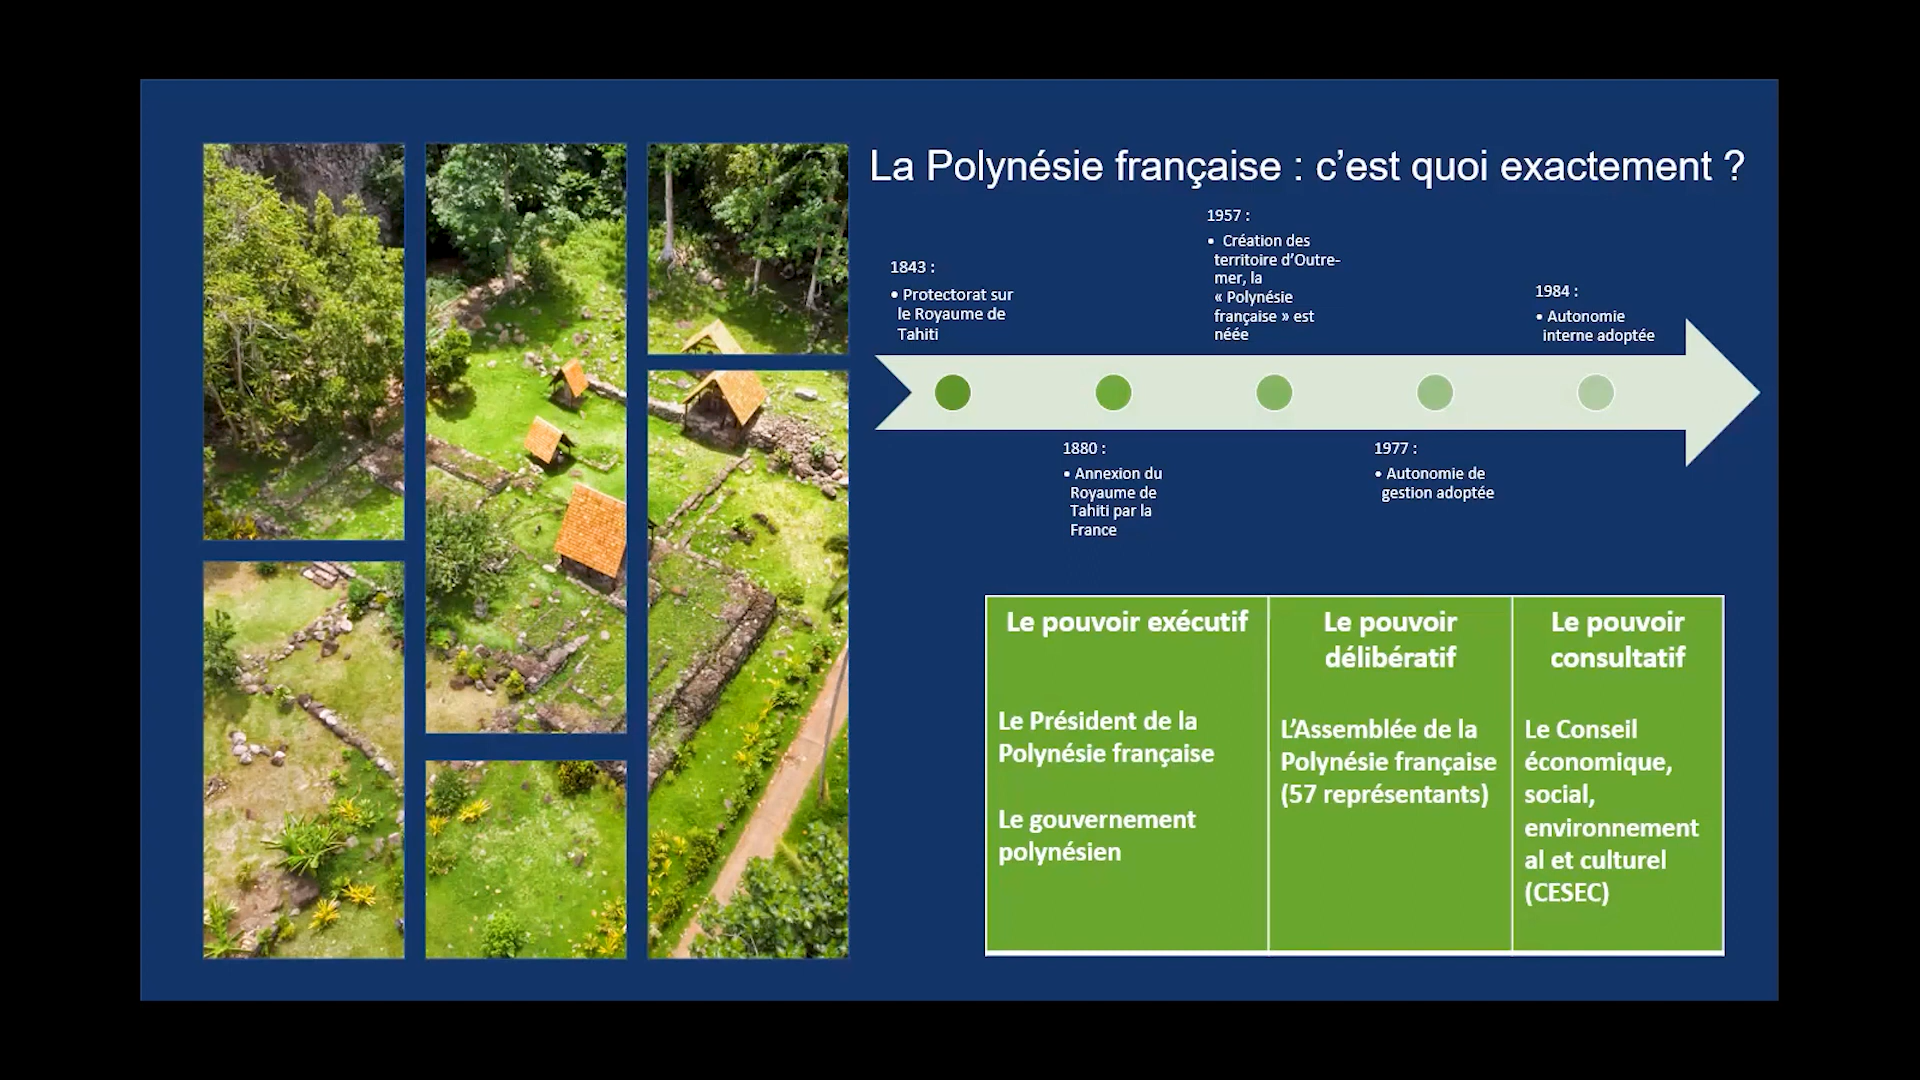 La Polynésie française : c’est quoi exactement ?
1843 :
• Protectorat sur
le Royaume de
Tahiti
1880 :
• Annexion du
Royaume de
Tahiti par la
France
1957 :
• Création des
territoire d’Outre-
mer, la
« Polynésie
française » est
néée
1977 :
• Autonomie de
gestion adoptée
1984 :
• Autonomie
interne adoptée
Le pouvoir exécutif
Le Président de la
Polynésie française
Le gouvernement
polynésien
Le pouvoir
délibératif
L’Assemblée de la
Polynésie française
(57 représentants)
Le pouvoir
consultatif
Le Conseil
économique,
social,
environnement
al et culturel
(CESEC)